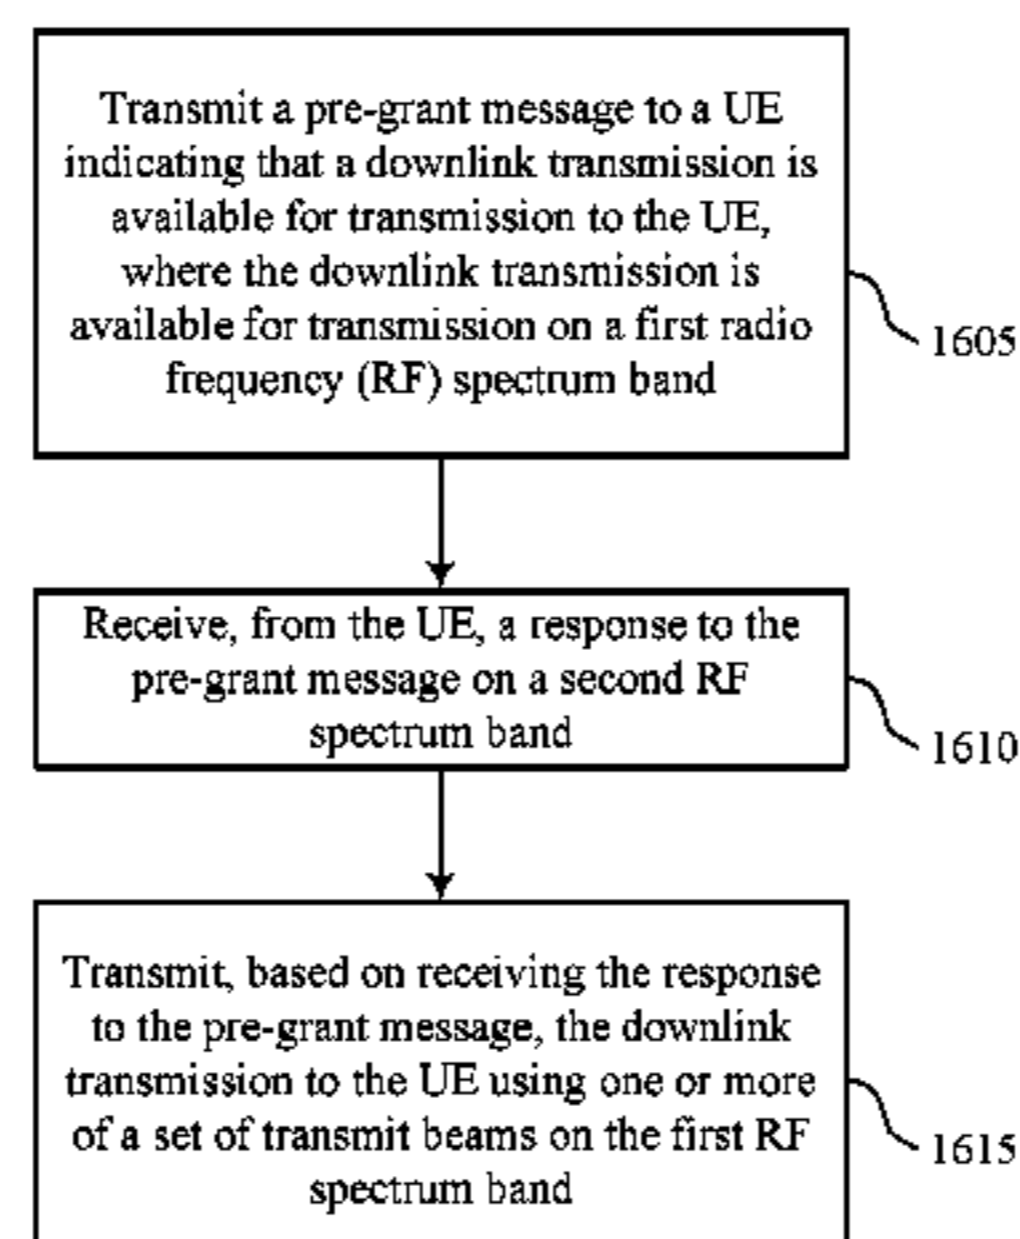 Transmit a pre-grant message to a UE
indicating that a downlink transmission is
available for transmission to the UE,
where the downlink transmission is
available for transmission on a first radio
frequency (RF) spectrum band
1605
Receive, from the UE, a response to the
pre-grant message on a second RF
spectrum band
1610
Transmit, based on receiving the response
to the pre-grant message, the downlink
transmission to the UE using one or more
of a set of transmit beams on the first RF
spectrum band
1615